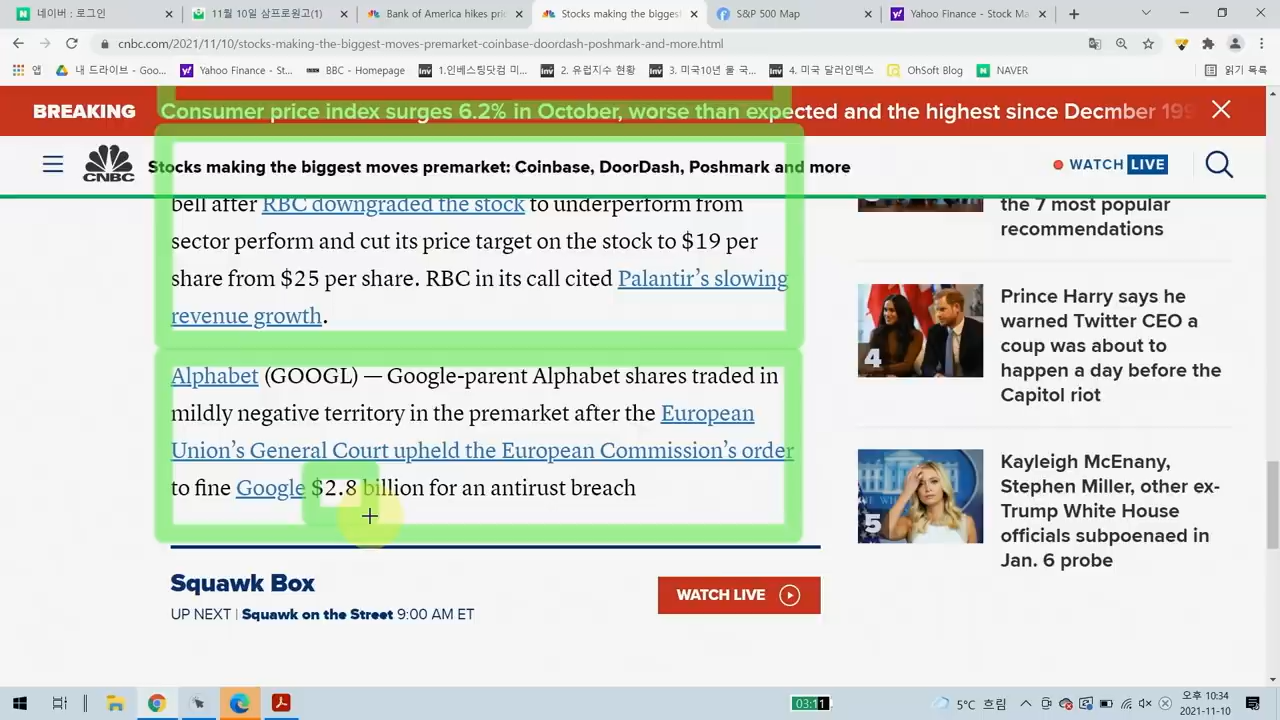 네이버 : 로그인
11월 10일 삼프로원고(1)
Bank of America hikes pri
Stocks making the biggest
S&P 500 Map
Yahoo Finance - Stock Ma
cnbc.com/2021/11/10/stocks-making-the-biggest-moves-premarket-coinbase-doordash-poshmark-and-more.html
앱
내 드라이브 - Goo...
Yahoo Finance - St...
BBC - Homepage
1.인베스팅닷컴 미...
2. 유럽지수 현황
3. 미국10년 물 국...
4. 미국 달러인덱스
OhSoft Blog
NAVER
읽기 목록
BREAKING
Consumer price index surges 6.2% in October, worse than expected and the highest since Decmber 199
CNBC
Stocks making the biggest moves premarket: Coinbase, DoorDash, Poshmark and more
WATCH LIVE
bell after RBC downgraded the stock to underperform from
sector perform and cut its price target on the stock to $19 per
share from $25 per share. RBC in its call cited Palantir's slowing
revenue growth.
Alphabet (GOOGL) — Google-parent Alphabet shares traded in
mildly negative territory in the premarket after the European
Union's General Court upheld the European Commission's order
to fine Google $2.8 billion for an antirust breach
the 7 most popular
recommendations
4
Prince Harry says he
warned Twitter CEO a
coup was about to
happen a day before the
Capitol riot
5
Kayleigh McEnany,
Stephen Miller, other ex-
Trump White House
officials subpoenaed in
Jan. 6 probe
Squawk Box
UP NEXT | Squawk on the Street 9:00 AM ET
WATCH LIVE
03:11
5°C 흐림
오후 10:34
2021-11-10